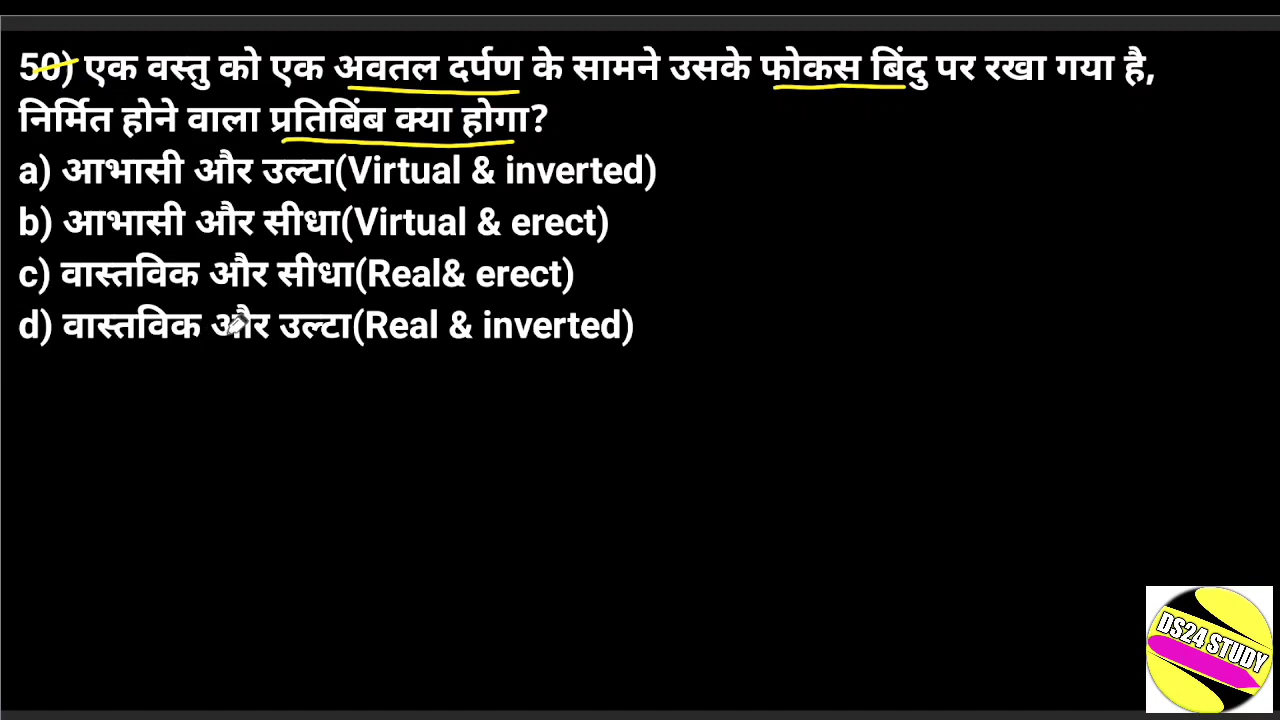 50) एक वस्तु को एक अवतल दर्पण के सामने उसके फोकस बिंदु पर रखा गया है,
निर्मित होने वाला प्रतिबिंब क्या होगा?
a) आभासी और उल्टा(Virtual & inverted)
b) आभासी और सीधा(Virtual & erect)
c) वास्तविक और सीधा(Real& erect)
d) वास्तविक और उल्टा(Real & inverted)
DS24 STUDY